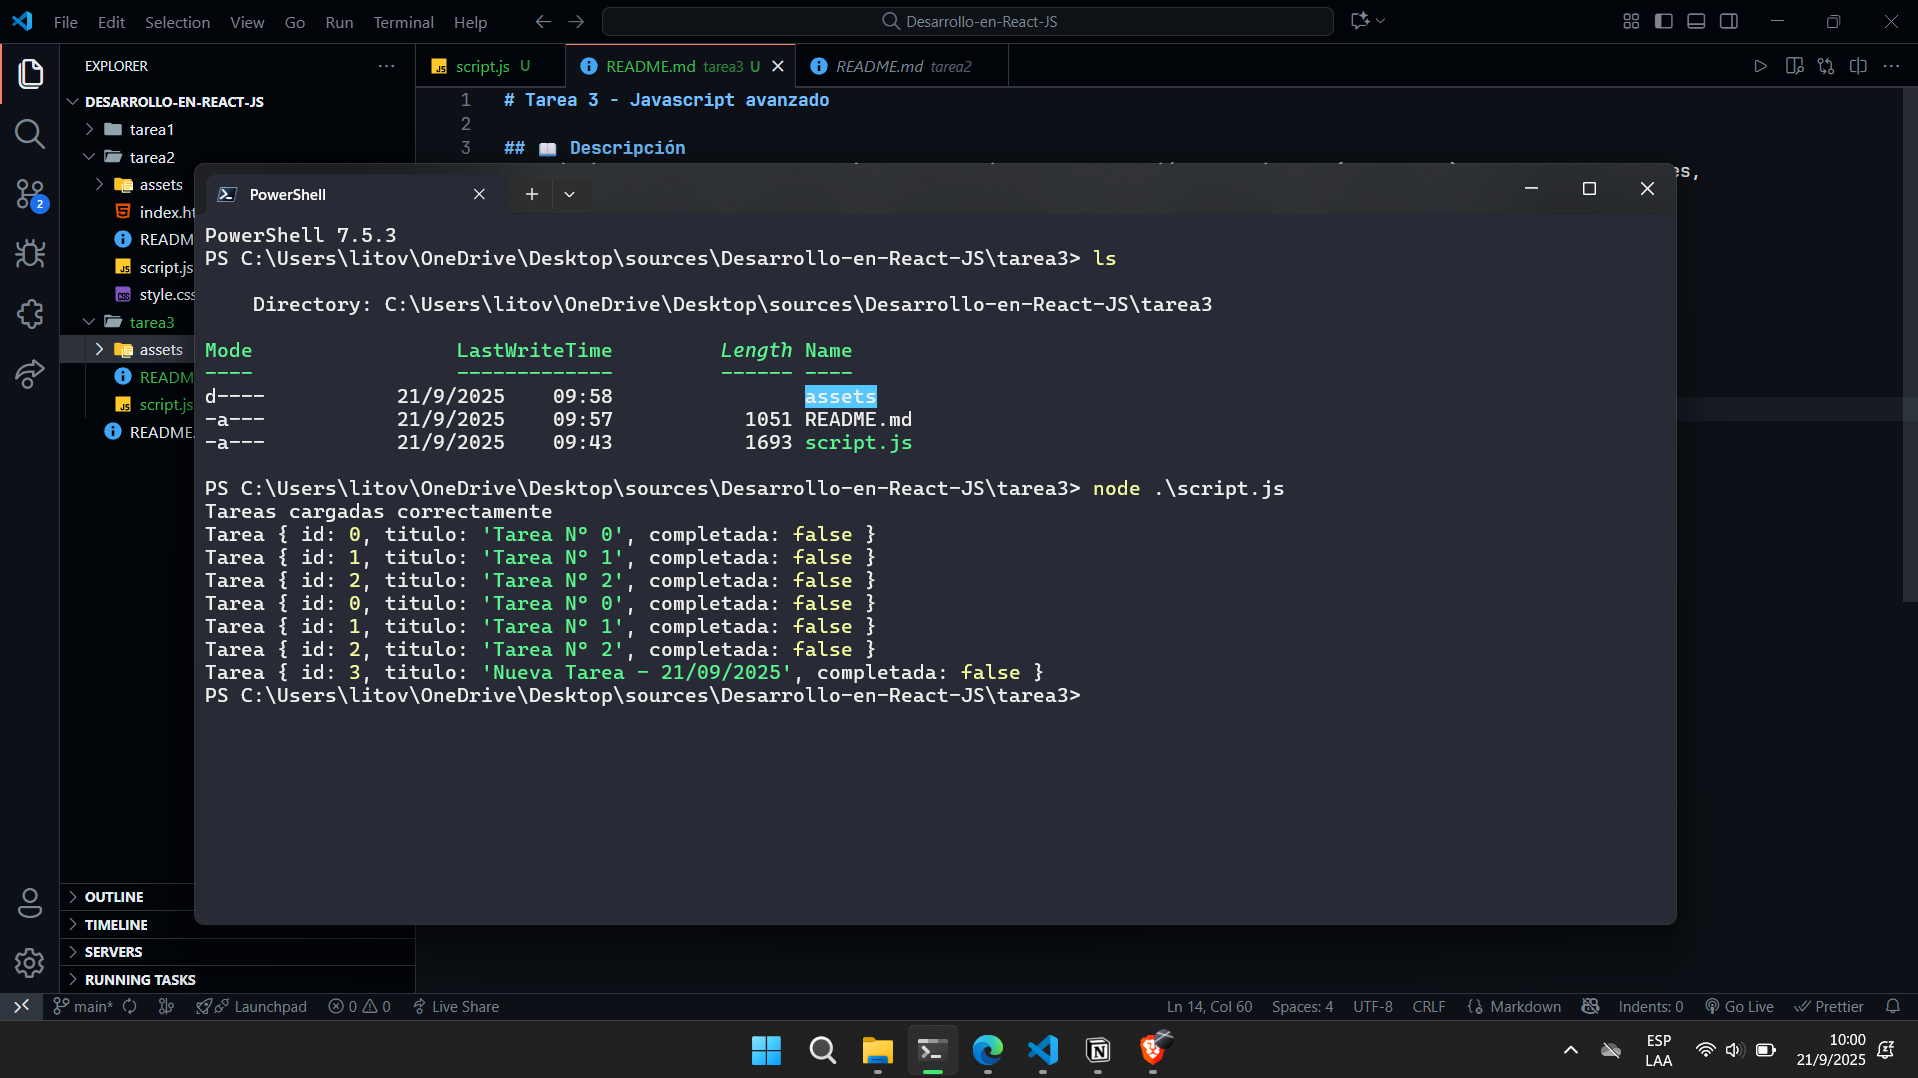 File Edit Selection View Go Run Terminal Help
Desarrollo-en-React-JS
EXPLORER
script.js U
README.md tarea3 U
README.md tarea2
DESARROLLO-EN-REACT-JS
tarea1
tarea2
assets
index.ht
READM
script.js
style.css
tarea3
assets
READM
script.js
README.
1 # Tarea 3 - Javascript avanzado
2
3 ## 📖 Descripción
es,
PowerShell
PowerShell 7.5.3
PS C:\Users\litov\OneDrive\Desktop\sources\Desarrollo-en-React-JS\tarea3> ls
Directory: C:\Users\litov\OneDrive\Desktop\sources\Desarrollo-en-React-JS\tarea3
Mode LastWriteTime Length Name
---- ------------- ------ ----
d---- 21/9/2025 09:58 assets
-a--- 21/9/2025 09:57 1051 README.md
-a--- 21/9/2025 09:43 1693 script.js
PS C:\Users\litov\OneDrive\Desktop\sources\Desarrollo-en-React-JS\tarea3> node .\script.js
Tareas cargadas correctamente
Tarea { id: 0, titulo: 'Tarea N° 0', completada: false }
Tarea { id: 1, titulo: 'Tarea N° 1', completada: false }
Tarea { id: 2, titulo: 'Tarea N° 2', completada: false }
Tarea { id: 0, titulo: 'Tarea N° 0', completada: false }
Tarea { id: 1, titulo: 'Tarea N° 1', completada: false }
Tarea { id: 2, titulo: 'Tarea N° 2', completada: false }
Tarea { id: 3, titulo: 'Nueva Tarea - 21/09/2025', completada: false }
PS C:\Users\litov\OneDrive\Desktop\sources\Desarrollo-en-React-JS\tarea3>
OUTLINE
TIMELINE
SERVERS
RUNNING TASKS
2
main* Launchpad 0 0 Live Share
Ln 14, Col 60 Spaces: 4 UTF-8 CRLF Markdown Indents: 0 Go Live Prettier
ESP
LAA
10:00
21/9/2025